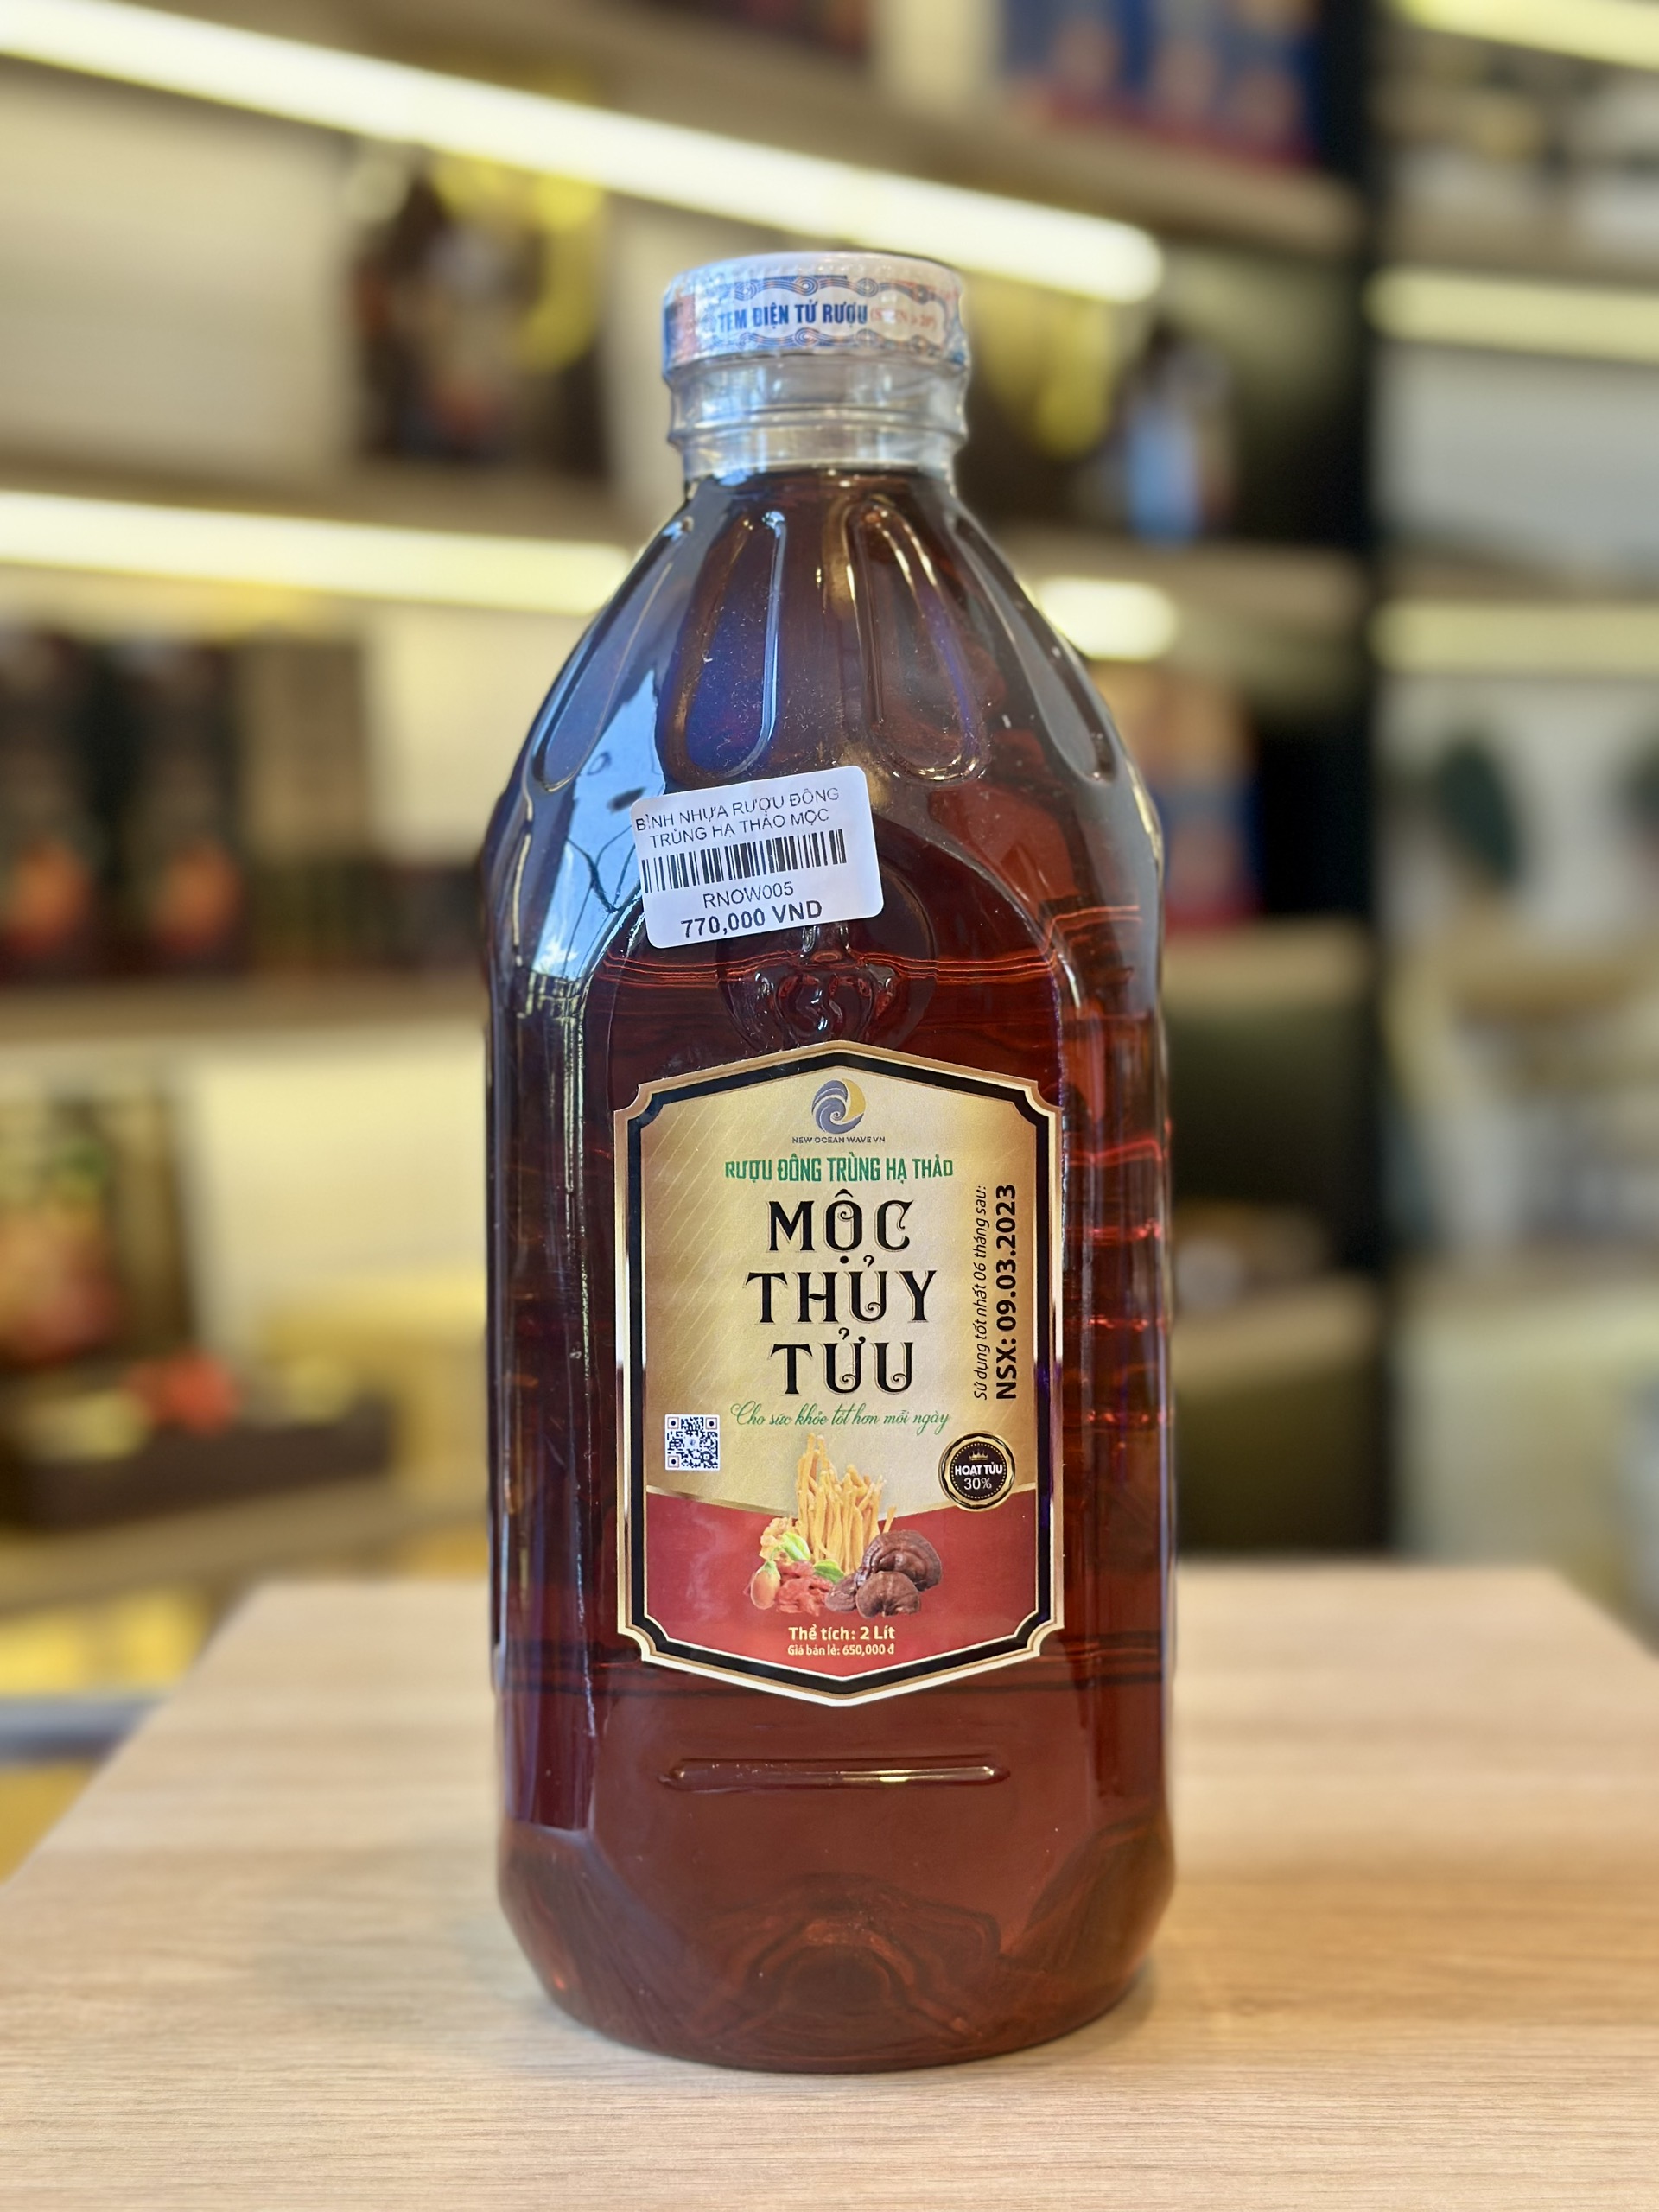 TEM ĐIỆN TỬ RƯỢU
BÌNH NHỰA RƯỢU ĐÔNG
TRÙNG HẠ THẢO MỘC
RNOW005
770,000 VND
NEW OCEAN WAVE VN
RƯỢU ĐÔNG TRÙNG HẠ THẢO
MỘC
THỦY
TỬU
Cho sức khỏe tốt hơn mỗi ngày
Sử dụng tốt nhất 06 tháng sau:
NSX: 09.03.2023
HOẠT TỬU
30%
Thể tích: 2 Lít
Giá bán lẻ: 650,000 đ